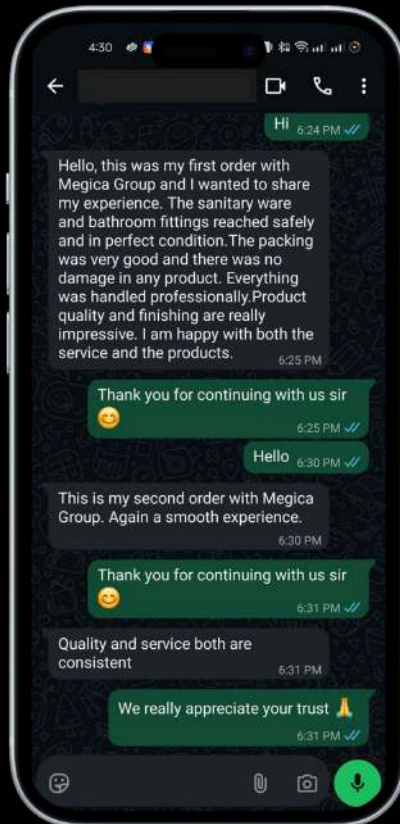 4:30
Hi 6:24 PM
Hello, this was my first order with
Megica Group and I wanted to share
my experience. The sanitary ware
and bathroom fittings reached safely
and in perfect condition.The packing
was very good and there was no
damage in any product. Everything
was handled professionally.Product
quality and finishing are really
impressive. I am happy with both the
service and the products. 6:25 PM
Thank you for continuing with us sir
😊 6:25 PM
Hello 6:30 PM
This is my second order with Megica
Group. Again a smooth experience.
6:30 PM
Thank you for continuing with us sir
😊 6:31 PM
Quality and service both are
consistent 6:31 PM
We really appreciate your trust 🙏
6:31 PM